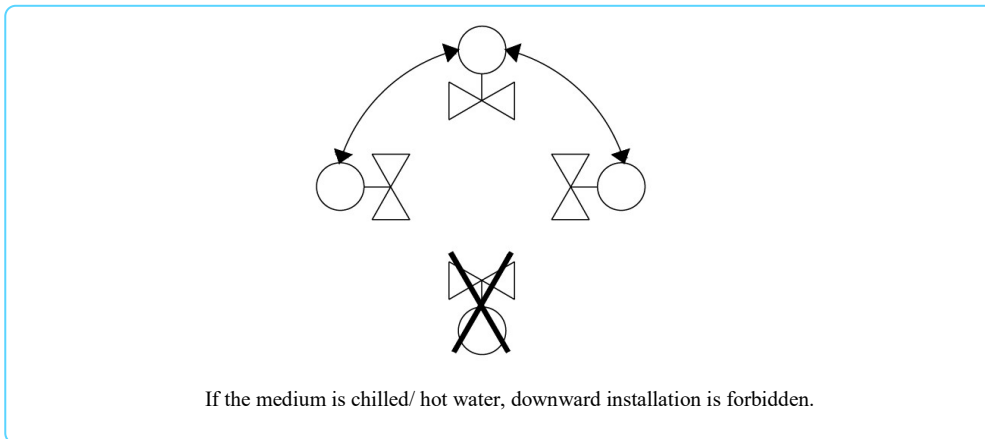 If the medium is chilled/ hot water, downward installation is forbidden.